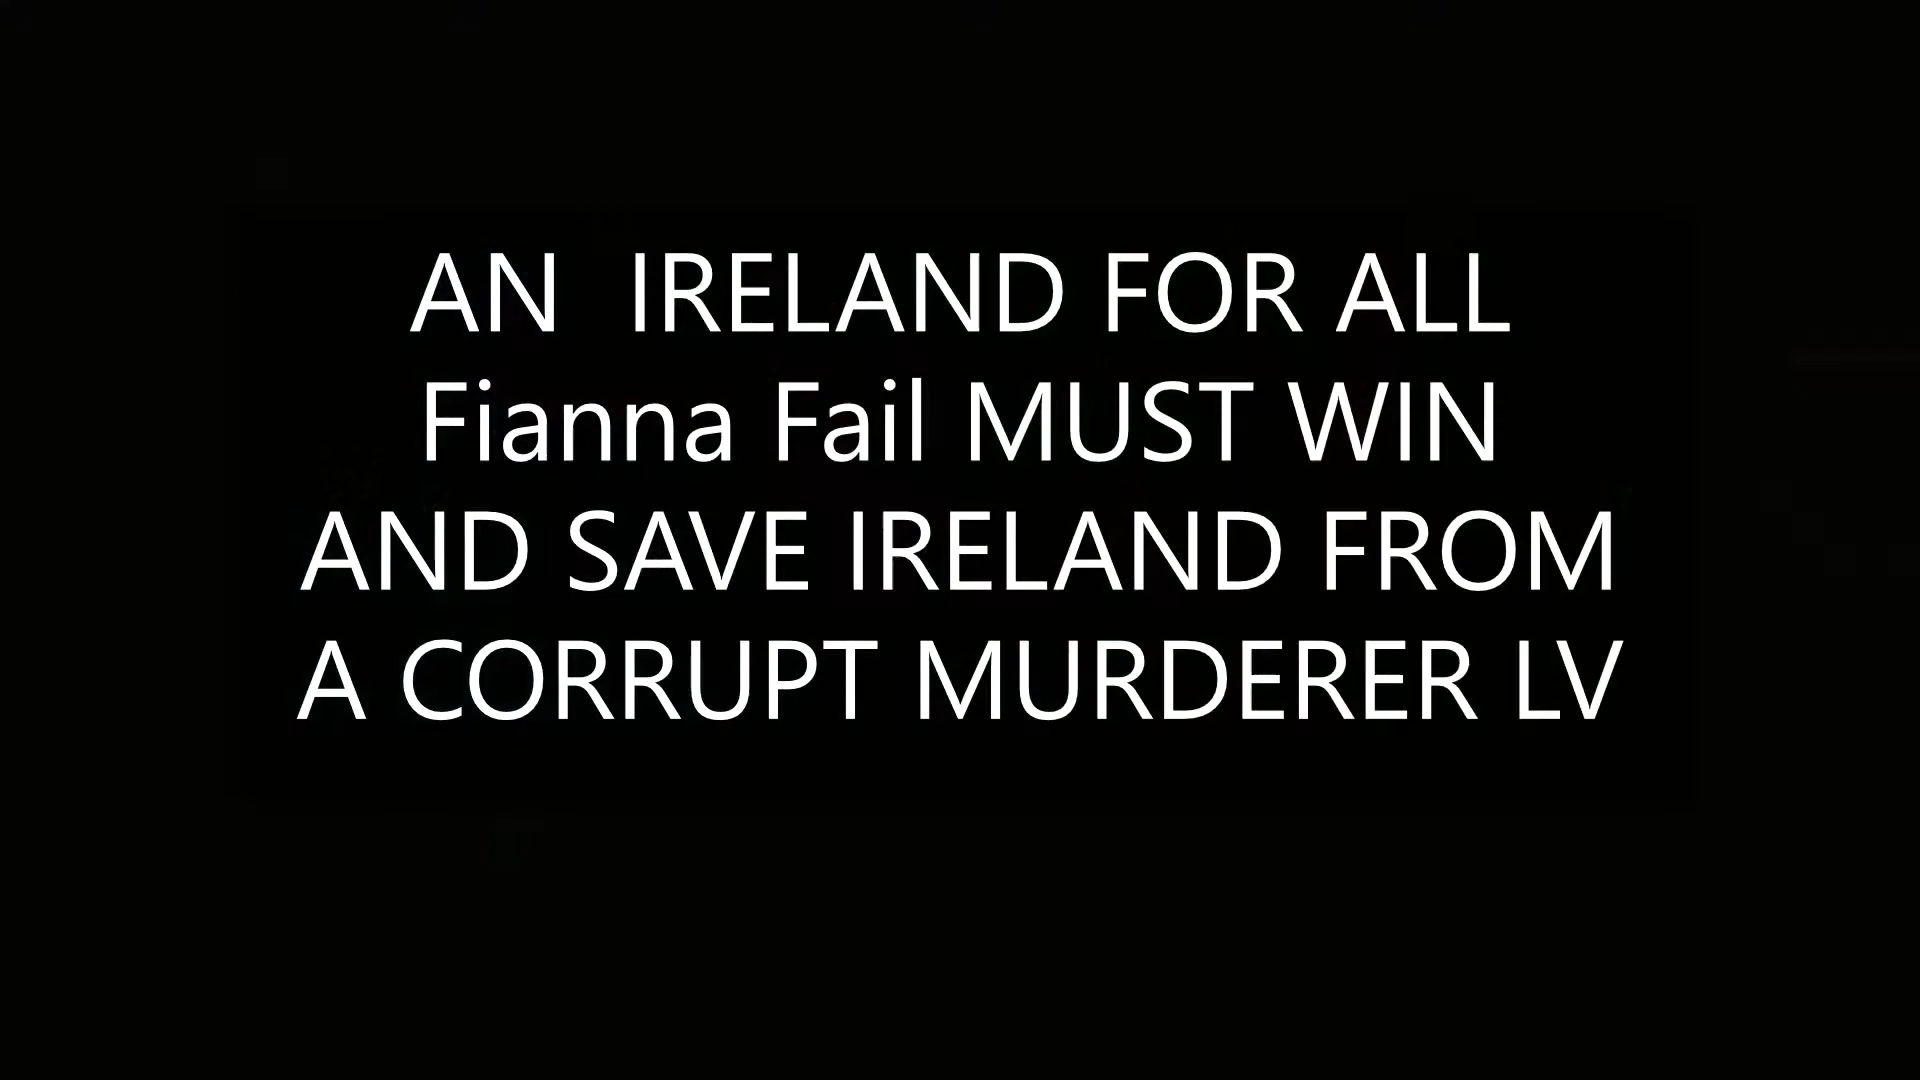 AN  IRELAND FOR ALL
Fianna Fail MUST WIN
AND SAVE IRELAND FROM
A CORRUPT MURDERER LV